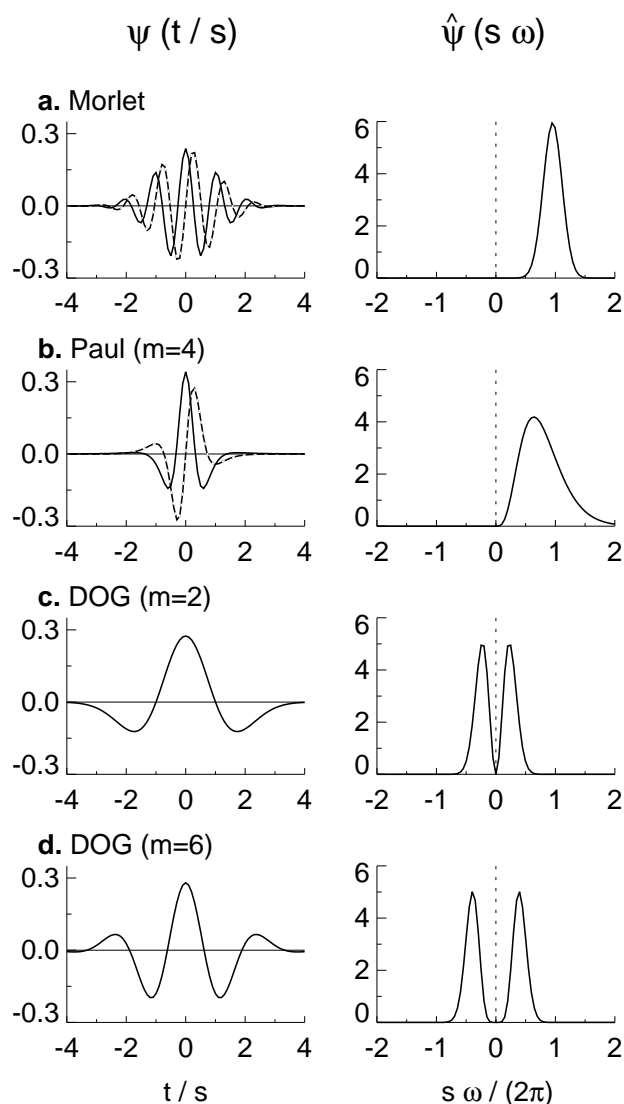 ψ (t / s)
ψ̂ (s ω)
a. Morlet
0.3
0.0
-0.3
-4 -2 0 2 4
6
4
2
0
-2 -1 0 1 2
b. Paul (m=4)
0.3
0.0
-0.3
-4 -2 0 2 4
6
4
2
0
-2 -1 0 1 2
c. DOG (m=2)
0.3
0.0
-0.3
-4 -2 0 2 4
6
4
2
0
-2 -1 0 1 2
d. DOG (m=6)
0.3
0.0
-0.3
-4 -2 0 2 4
t / s
6
4
2
0
-2 -1 0 1 2
s ω / (2π)